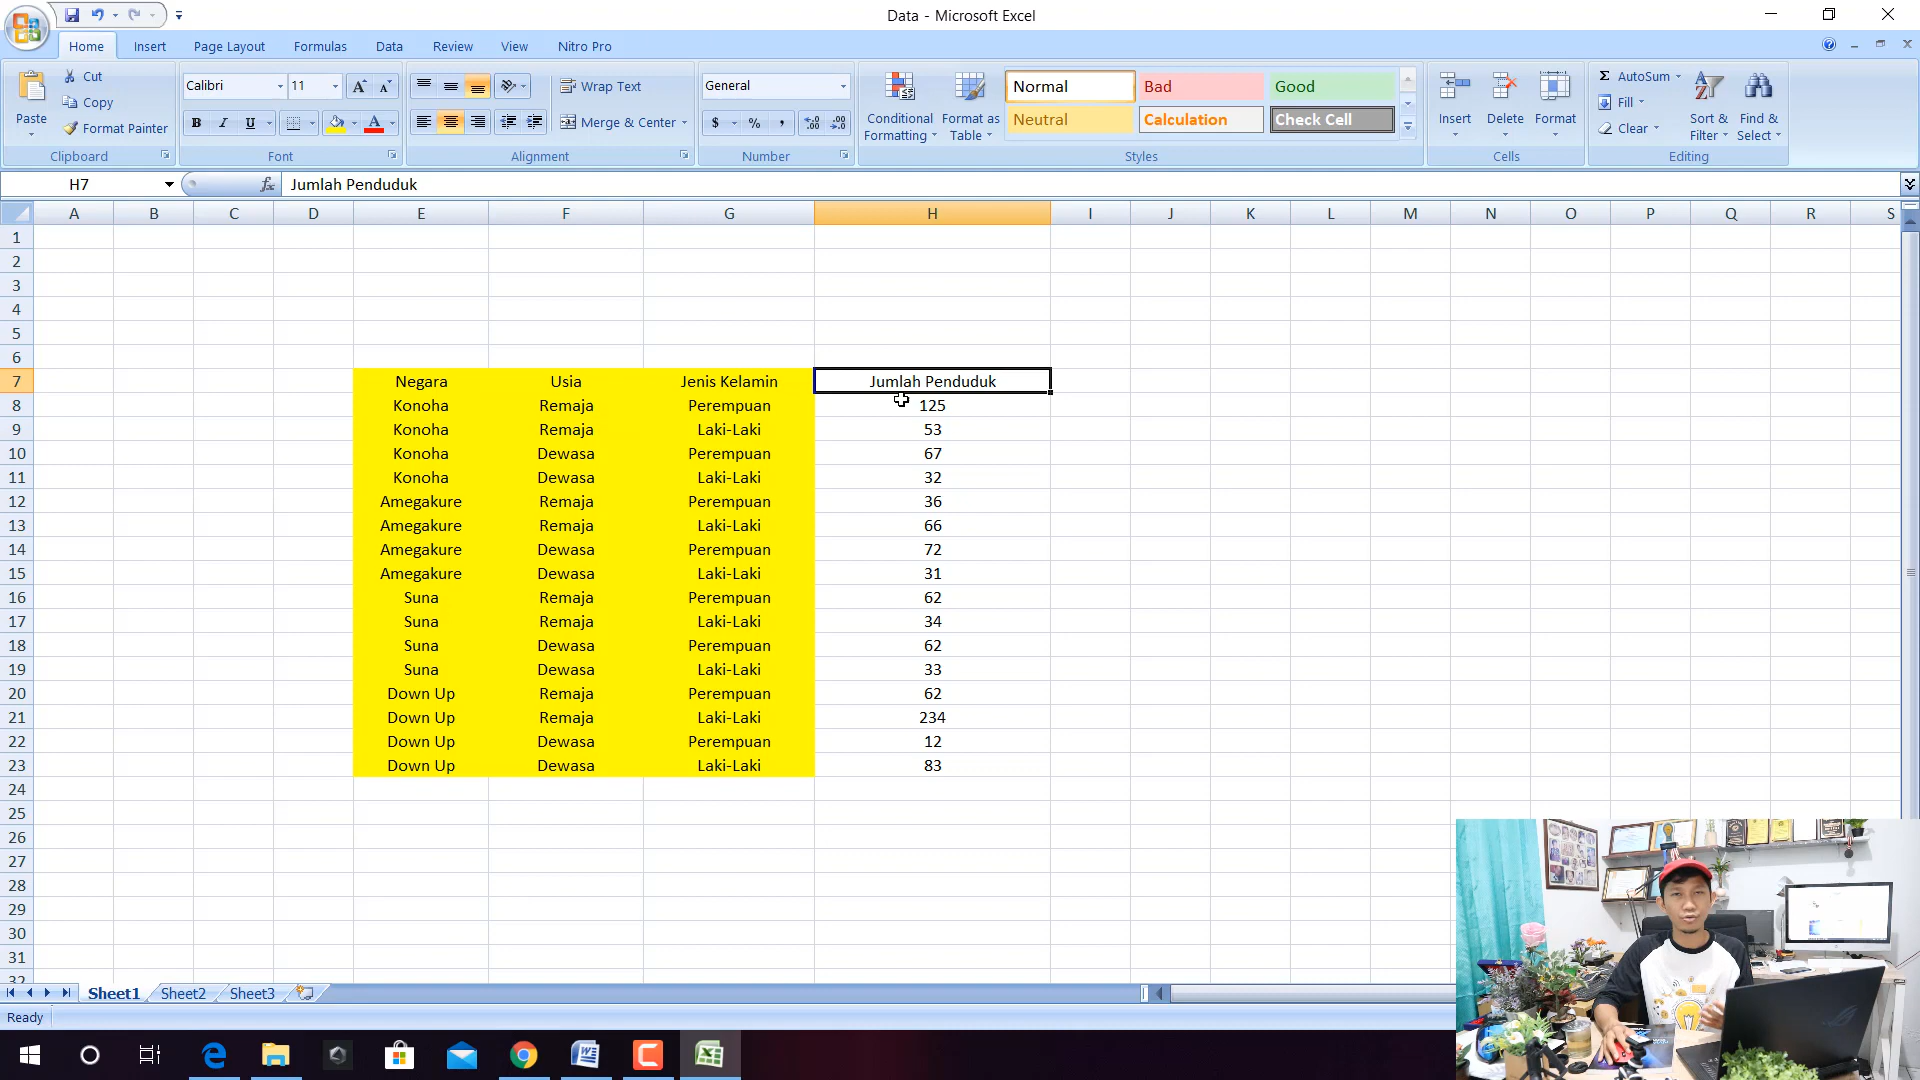 Data - Microsoft Excel
Home Insert Page Layout Formulas Data Review View Nitro Pro
Paste Cut Copy Format Painter Clipboard
Calibri 11 A A B I U A Font
Wrap Text Merge & Center Alignment
General $ % , .0 .00 .00 .0 Number
Conditional Formatting Format as Table Normal Bad Good Neutral Calculation Check Cell Styles
Insert Delete Format Cells
Σ AutoSum Fill Clear Sort & Filter Find & Select Editing
H7 fx Jumlah Penduduk
A B C D E F G H I J K L M N O P Q R S
1
2
3
4
5
6
7 Negara Usia Jenis Kelamin Jumlah Penduduk
8 Konoha Remaja Perempuan 125
9 Konoha Remaja Laki-Laki 53
10 Konoha Dewasa Perempuan 67
11 Konoha Dewasa Laki-Laki 32
12 Amegakure Remaja Perempuan 36
13 Amegakure Remaja Laki-Laki 66
14 Amegakure Dewasa Perempuan 72
15 Amegakure Dewasa Laki-Laki 31
16 Suna Remaja Perempuan 62
17 Suna Remaja Laki-Laki 34
18 Suna Dewasa Perempuan 62
19 Suna Dewasa Laki-Laki 33
20 Down Up Remaja Perempuan 62
21 Down Up Remaja Laki-Laki 234
22 Down Up Dewasa Perempuan 12
23 Down Up Dewasa Laki-Laki 83
24
25
26
27
28
29
30
31
32
Sheet1 Sheet2 Sheet3
Ready